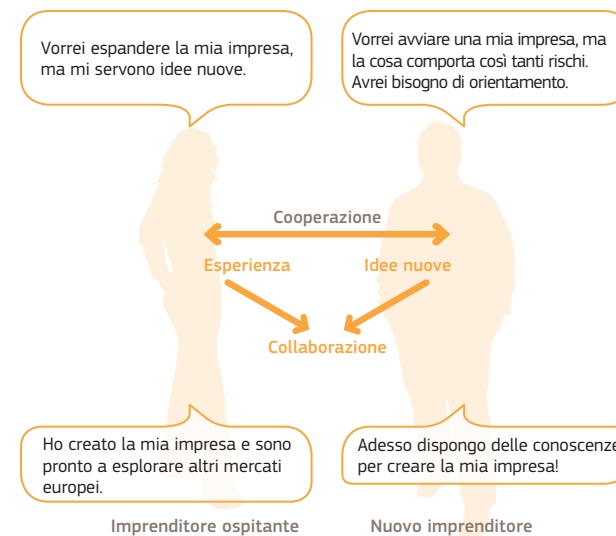 Vorrei espandere la mia impresa,
ma mi servono idee nuove.
Vorrei avviare una mia impresa, ma
la cosa comporta così tanti rischi.
Avrei bisogno di orientamento.
Cooperazione
Esperienza
Idee nuove
Collaborazione
Ho creato la mia impresa e sono
pronto a esplorare altri mercati
europei.
Adesso dispongo delle conoscenze
per creare la mia impresa!
Imprenditore ospitante
Nuovo imprenditore